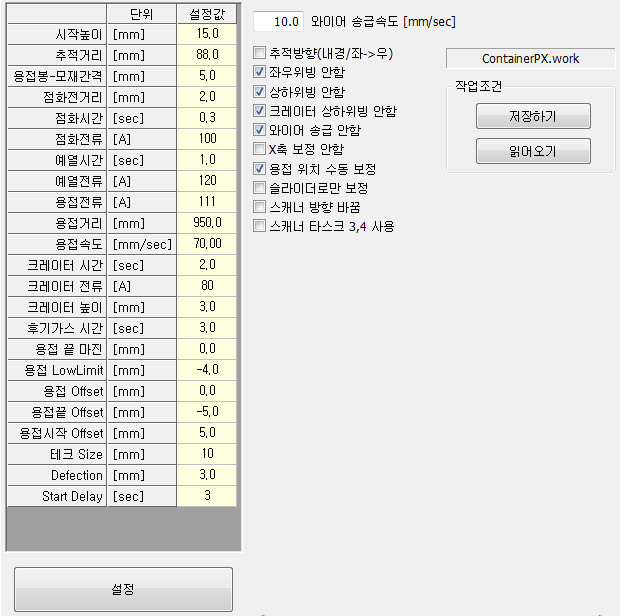 단위 설정값
시작높이 [mm] 15.0
추적거리 [mm] 88.0
용접봉-모재간격 [mm] 5.0
점화전거리 [mm] 2.0
점화시간 [sec] 0.3
점화전류 [A] 100
예열시간 [sec] 1.0
예열전류 [A] 120
용접전류 [A] 111
용접거리 [mm] 950.0
용접속도 [mm/sec] 70.00
크레이터 시간 [sec] 2.0
크레이터 전류 [A] 80
크레이터 높이 [mm] 3.0
후기가스 시간 [sec] 3.0
용접 끝 마진 [mm] 0.0
용접 LowLimit [mm] -4.0
용접 Offset [mm] 0.0
용접끝 Offset [mm] -5.0
용접시작 Offset [mm] 5.0
테크 Size [mm] 10
Defection [mm] 3.0
Start Delay [sec] 3
설정
10.0 와이어 송급속도 [mm/sec]
추적방향(내경/좌->우)
좌우위빙 안함
상하위빙 안함
크레이터 상하위빙 안함
와이어 송급 안함
X축 보정 안함
용접 위치 수동 보정
슬라이더로만 보정
스캐너 방향 바꿈
스캐너 타스크 3,4 사용
ContainerPX.work
작업조건
저장하기
읽어오기